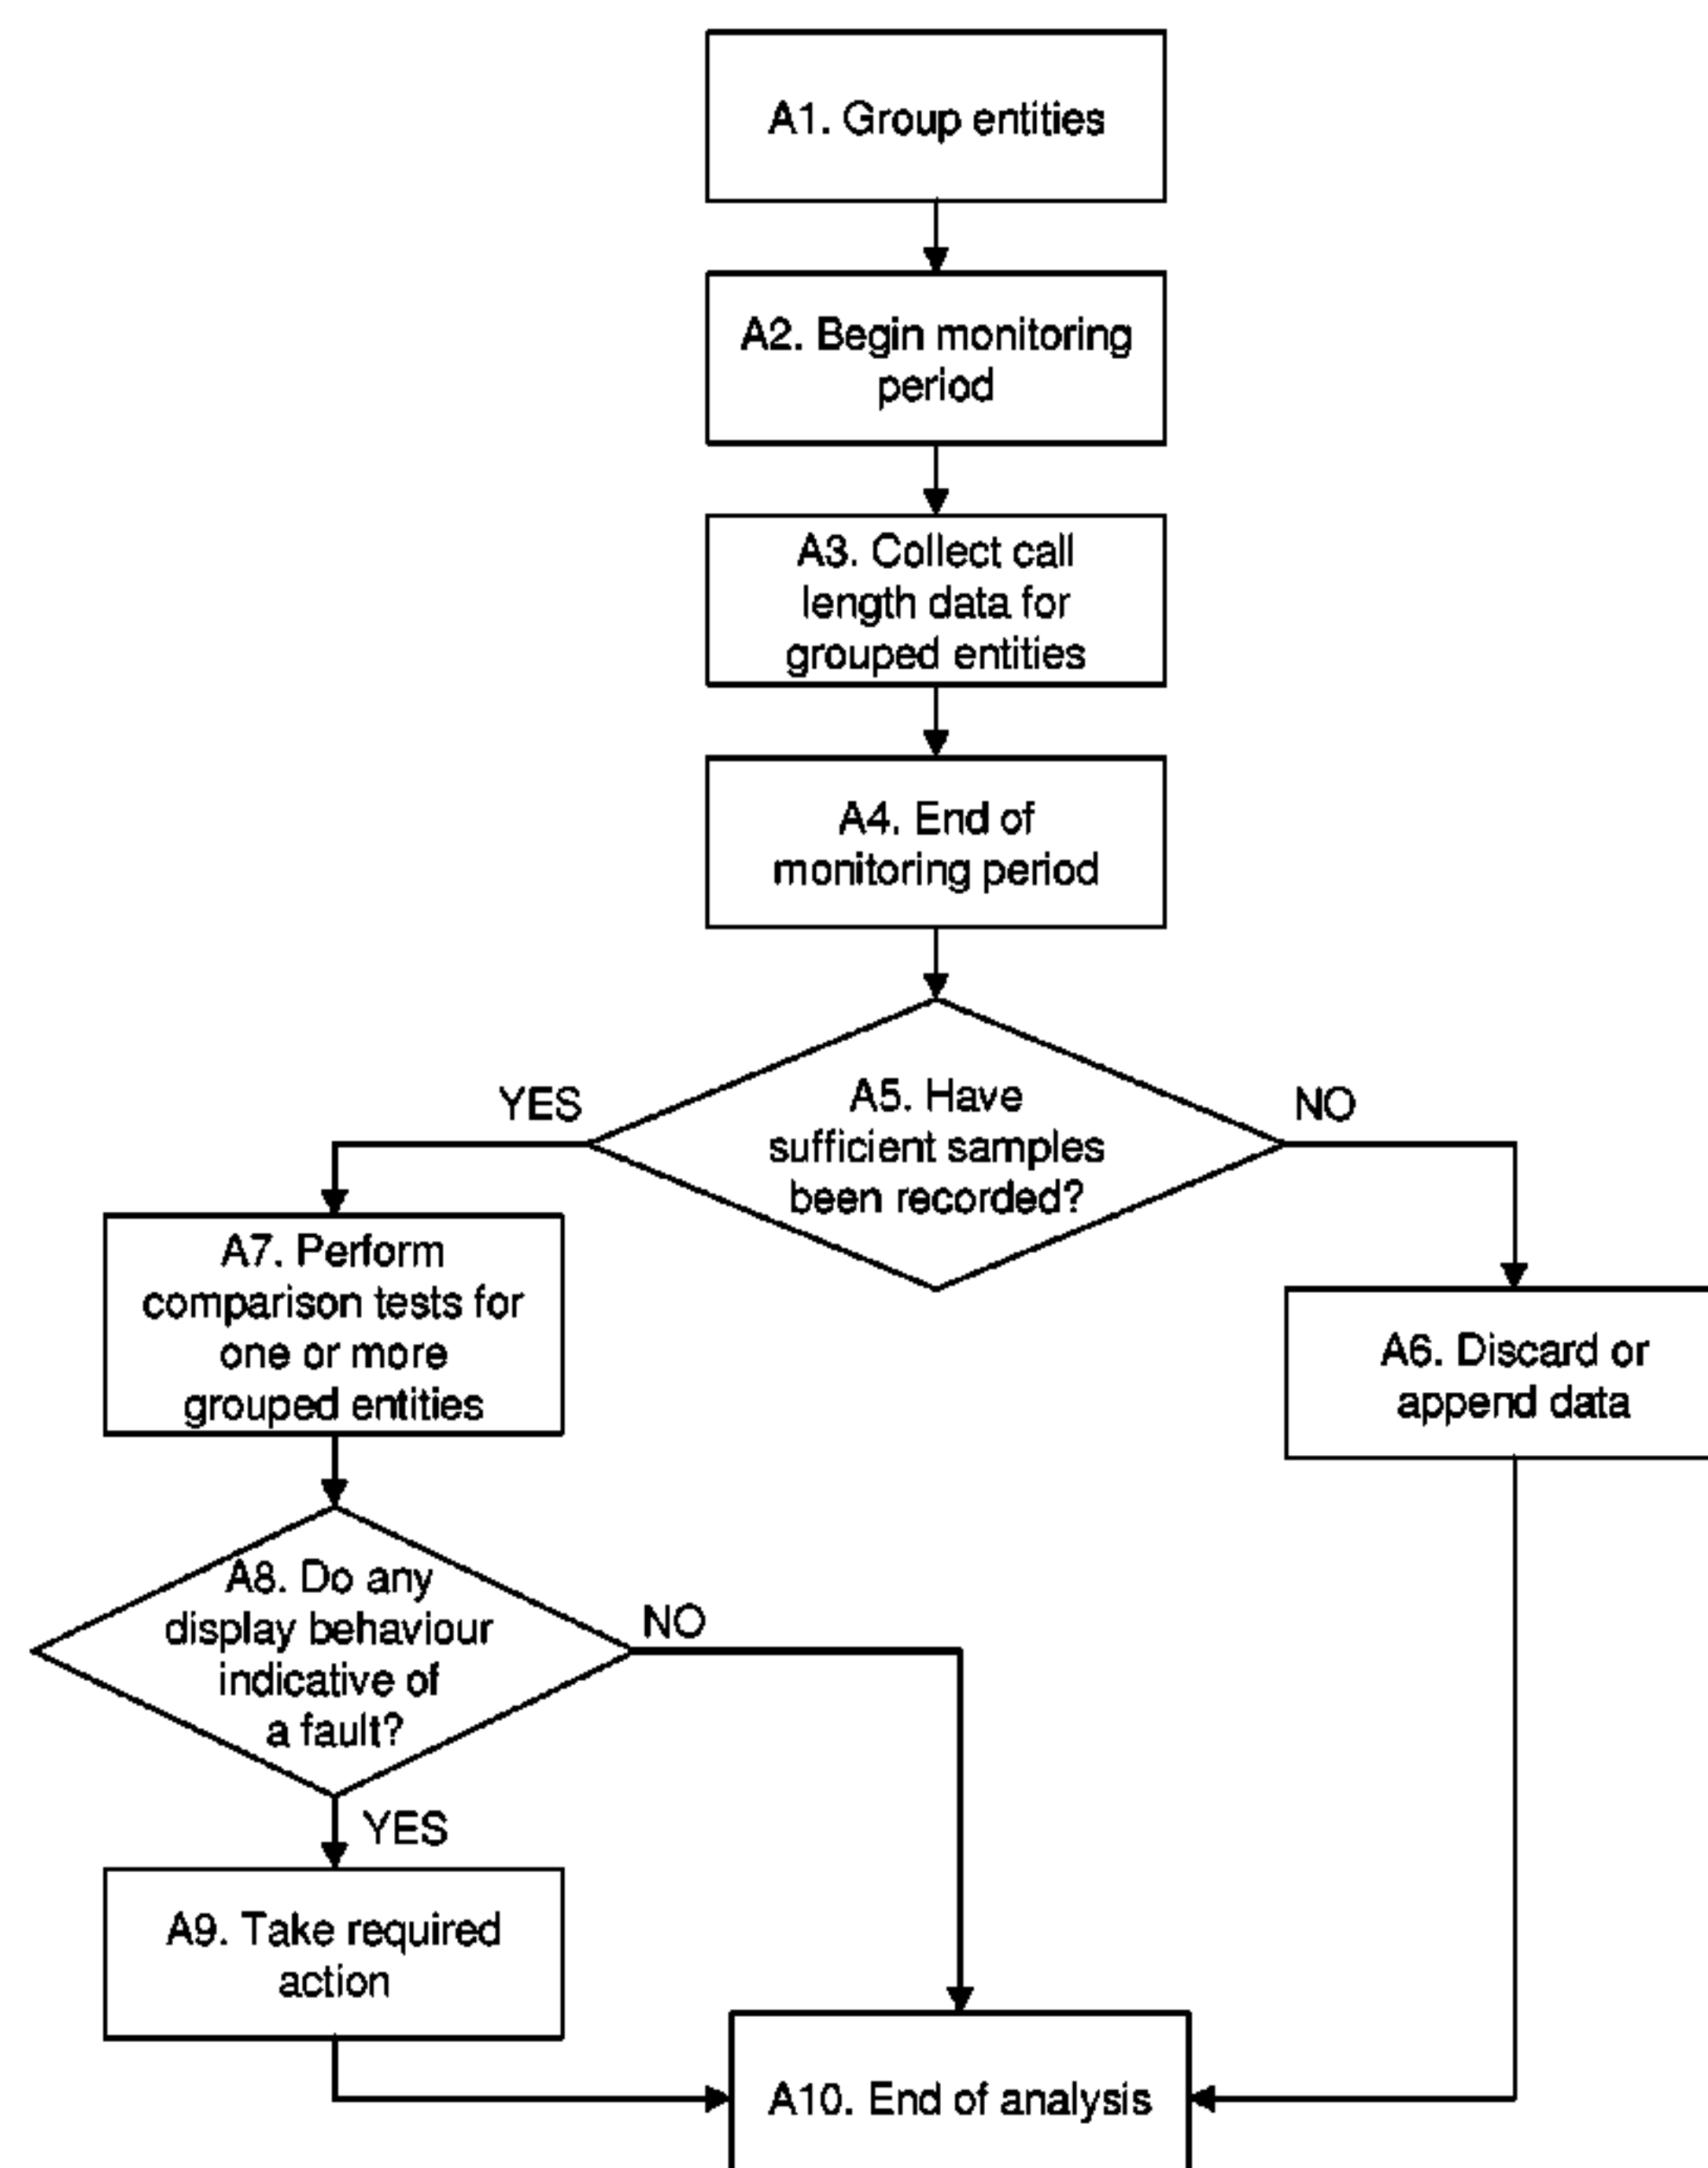 A1. Group entities
A2. Begin monitoring
period
A3. Collect call
length data for
grouped entities
A4. End of
monitoring period
A5. Have
sufficient samples
been recorded?
YES
NO
A7. Perform
comparison tests for
one or more
grouped entities
A6. Discard or
append data
A8. Do any
display behaviour
indicative of
a fault?
NO
YES
A9. Take required
action
A10. End of analysis